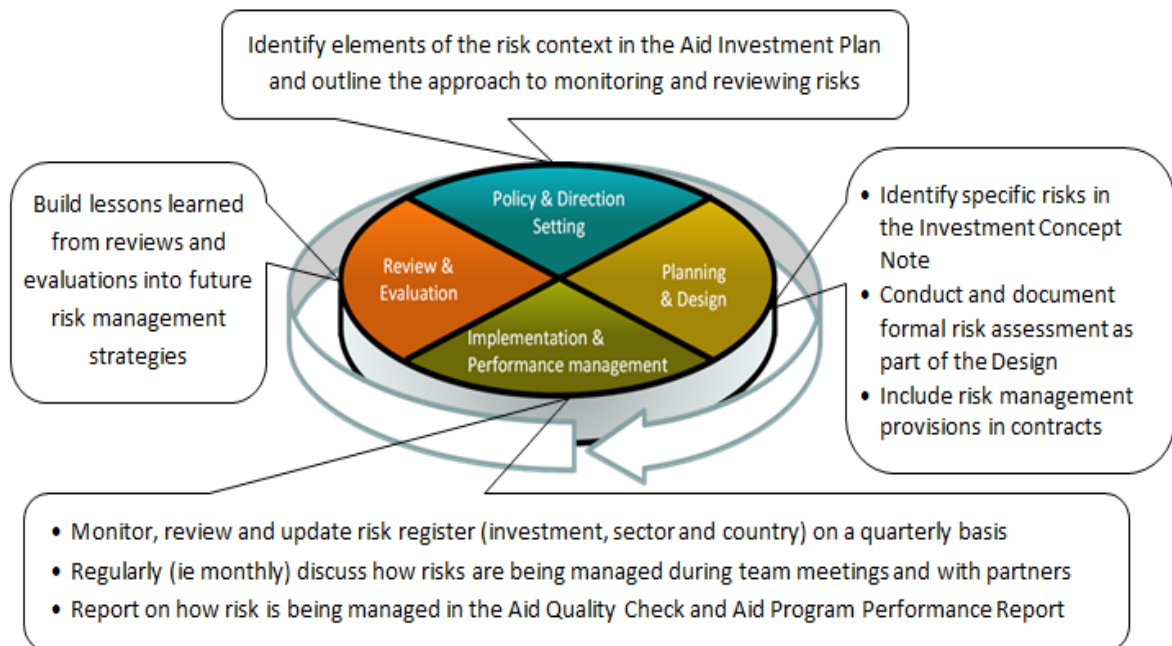 Identify elements of the risk context in the Aid Investment Plan
and outline the approach to monitoring and reviewing risks
Build lessons learned
from reviews and
evaluations into future
risk management
strategies
Policy & Direction
Setting
Review &
Evaluation
Planning
& Design
Implementation &
Performance management
• Identify specific risks in
the Investment Concept
Note
• Conduct and document
formal risk assessment as
part of the Design
• Include risk management
provisions in contracts
• Monitor, review and update risk register (investment, sector and country) on a quarterly basis
• Regularly (ie monthly) discuss how risks are being managed during team meetings and with partners
• Report on how risk is being managed in the Aid Quality Check and Aid Program Performance Report